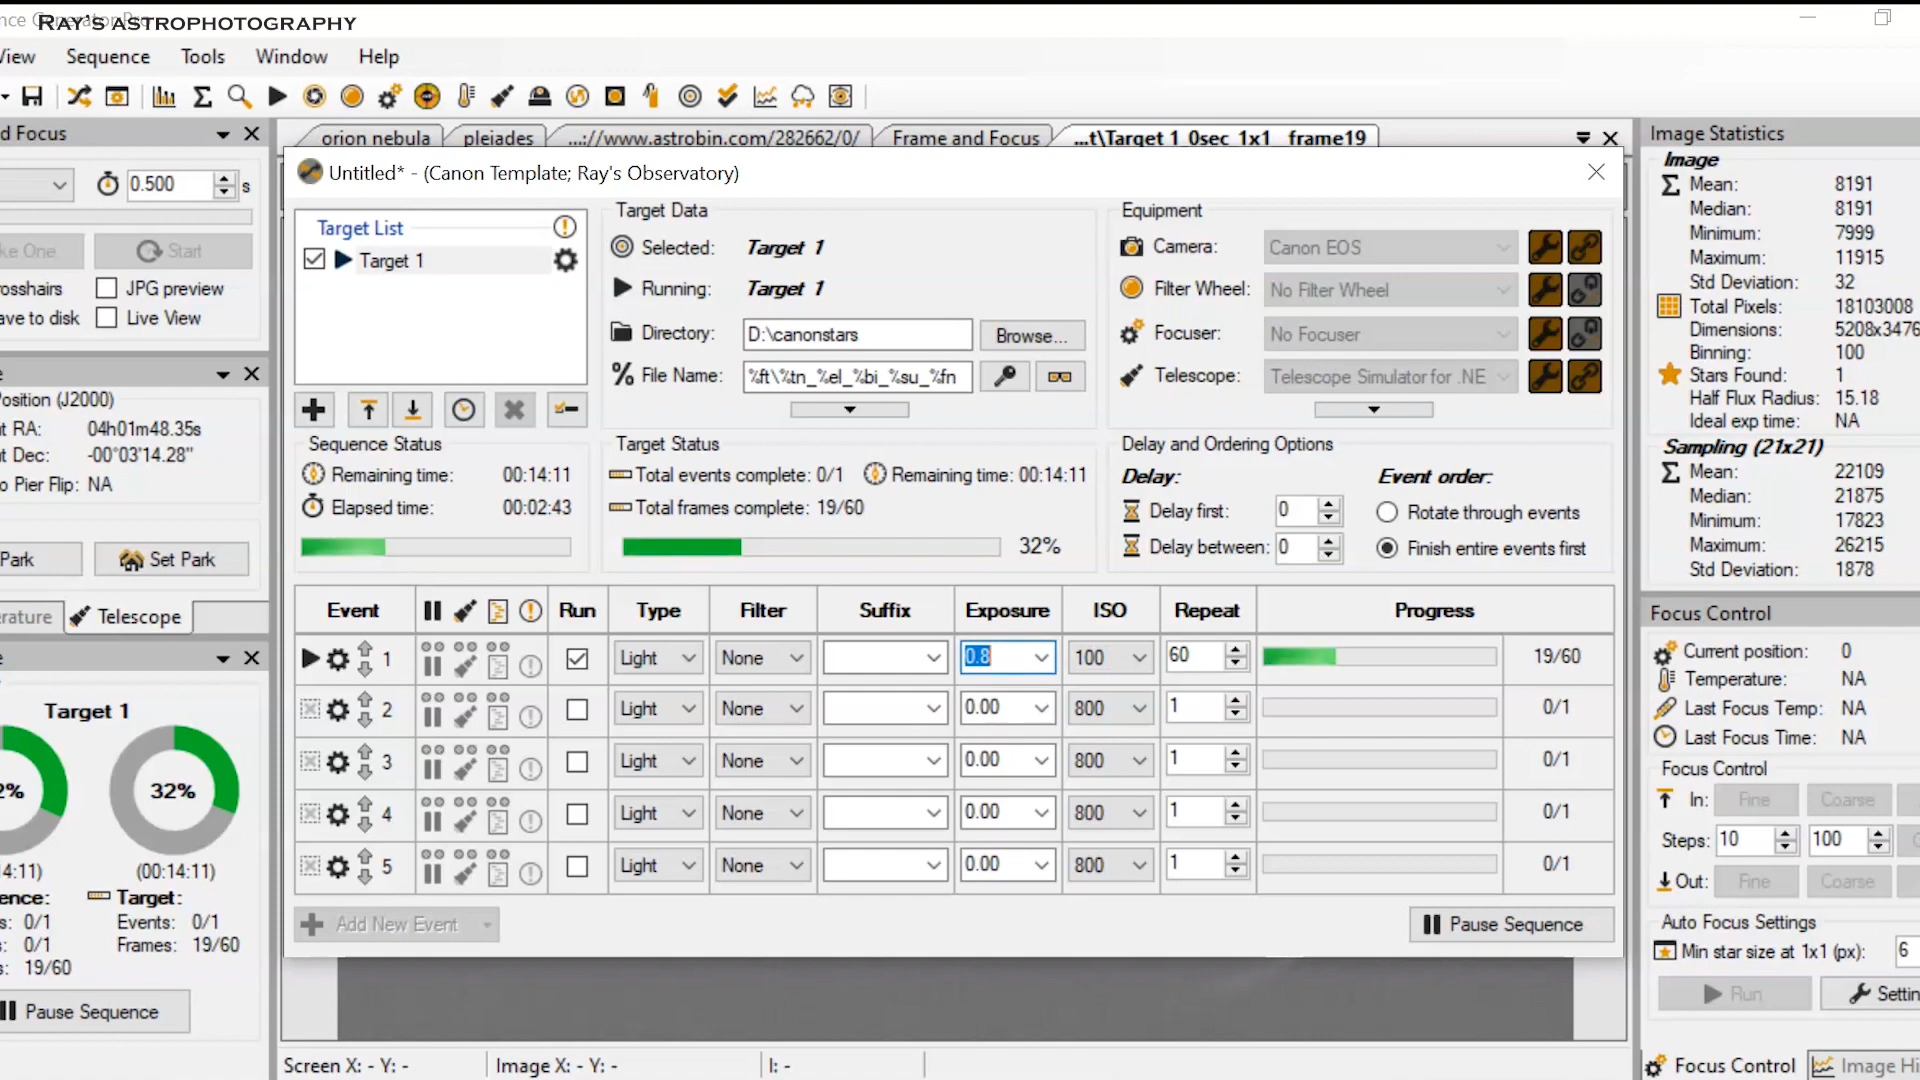 RAY'S ASTROPHOTOGRAPHY
View Sequence Tools Window Help
d Focus
0.500 s
Start
JPG preview
ave to disk Live View
osition (J2000)
RA: 04h01m48.35s
Dec: -00°03'14.28"
o Pier Flip: NA
Park Set Park
Telescope
Target 1
32%
(00:14:11)
Target:
0/1 Events: 0/1
0/1 Frames: 19/60
19/60
Pause Sequence
orion nebula pleiades ...://www.astrobin.com/282662/0/ Frame and Focus ...t\Target 1_0sec_1x1__frame19
Untitled* - (Canon Template; Ray's Observatory)
Target List
Target 1
Target Data
Selected: Target 1
Running: Target 1
Directory: D:\canonstars Browse...
File Name: %ft\%tn_%el_%bi_%su_%fn
Equipment
Camera: Canon EOS
Filter Wheel: No Filter Wheel
Focuser: No Focuser
Telescope: Telescope Simulator for .NE
Sequence Status
Remaining time: 00:14:11
Elapsed time: 00:02:43
Target Status
Total events complete: 0/1 Remaining time: 00:14:11
Total frames complete: 19/60
32%
Delay and Ordering Options
Delay: Event order:
Delay first: 0 Rotate through events
Delay between: 0 Finish entire events first
Event Run Type Filter Suffix Exposure ISO Repeat Progress
1 Light None 0.8 100 60 19/60
2 Light None 0.00 800 1 0/1
3 Light None 0.00 800 1 0/1
4 Light None 0.00 800 1 0/1
5 Light None 0.00 800 1 0/1
Add New Event Pause Sequence
Screen X: - Y: - Image X: - Y: - I: -
Image Statistics
Image
Mean: 8191
Median: 8191
Minimum: 7999
Maximum: 11915
Std Deviation: 32
Total Pixels: 18103008
Dimensions: 5208x3476
Binning: 100
Stars Found: 1
Half Flux Radius: 15.18
Ideal exp time: NA
Sampling (21x21)
Mean: 22109
Median: 21875
Minimum: 17823
Maximum: 26215
Std Deviation: 1878
Focus Control
Current position: 0
Temperature: NA
Last Focus Temp: NA
Last Focus Time: NA
Focus Control
In: Fine Coarse
Steps: 10 100
Out: Fine Coarse
Auto Focus Settings
Min star size at 1x1 (px): 6
Run Settin
Focus Control Image Hi